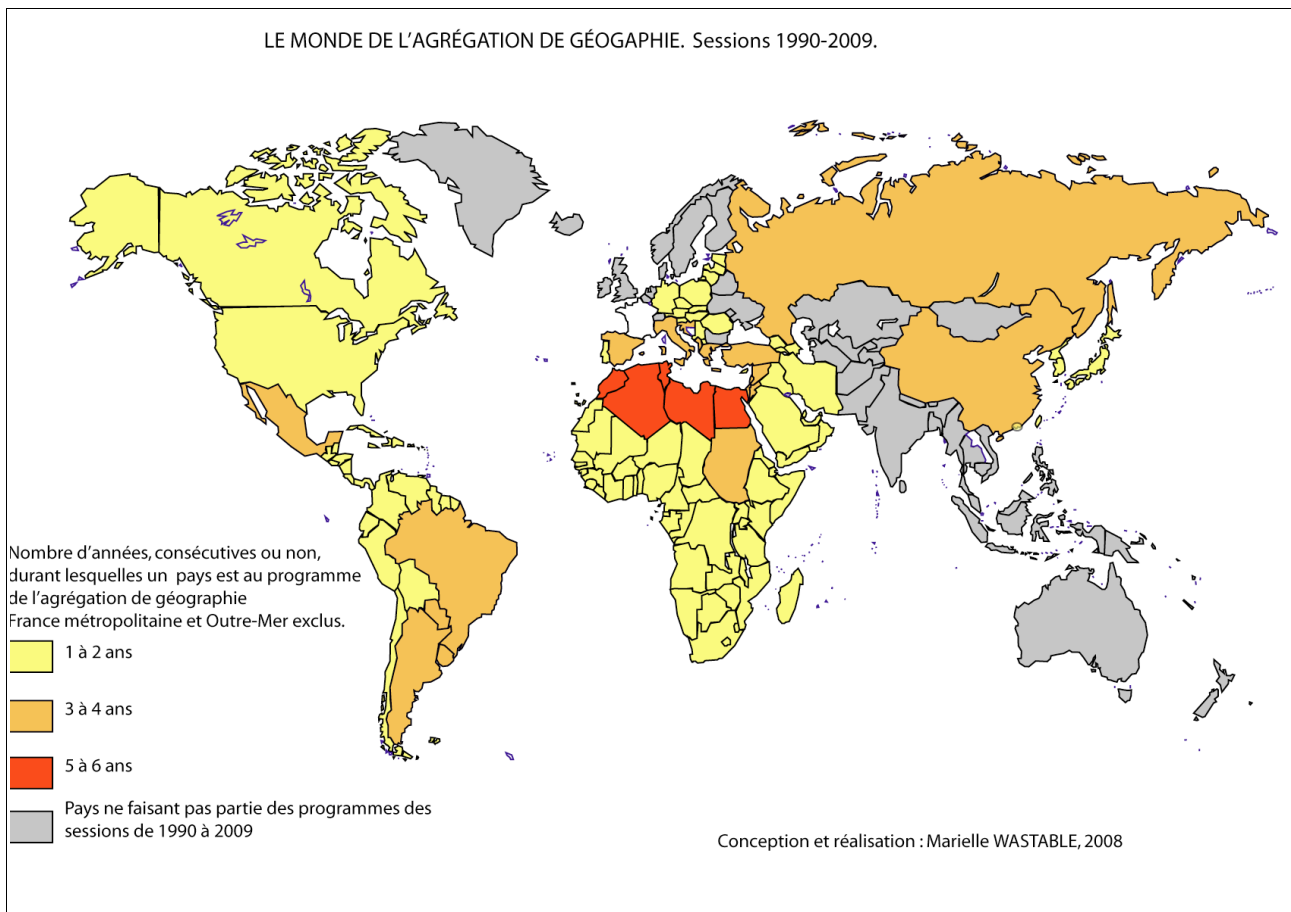 LE MONDE DE L’AGRÉGATION DE GÉOGAPHIE. Sessions 1990-2009.
Nombre d’années, consécutives ou non,
durant lesquelles un pays est au programme
de l’agrégation de géographie
France métropolitaine et Outre-Mer exclus.
1 à 2 ans
3 à 4 ans
5 à 6 ans
Pays ne faisant pas partie des programmes des
sessions de 1990 à 2009
Conception et réalisation : Marielle WASTABLE, 2008